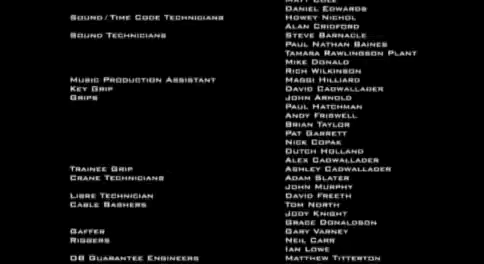 Matt Cole
Daniel Edwards
Sound/Time Code Technicians Howey Nichol
Alan Cridford
Sound Technicians Steve Barnacle
Paul Nathan Baines
Tamara Rawlingson Plant
Mike Donald
Rich Wilkinson
Music Production Assistant Maggi Hilliard
Key Grip David Cadwallader
Grips John Arnold
Paul Hatchman
Andy Friswell
Brian Taylor
Pat Garrett
Nick Copak
Dutch Holland
Alex Cadwallader
Trainee Grip Ashley Cadwallader
Crane Technicians Adam Slater
John Murphy
Libre Technician David Freeth
Cable Bashers Tom North
Jody Knight
Grace Donaldson
Gaffer Gary Varney
Riggers Neil Carr
Ian Lowe
OB Guarantee Engineers Matthew Titterton